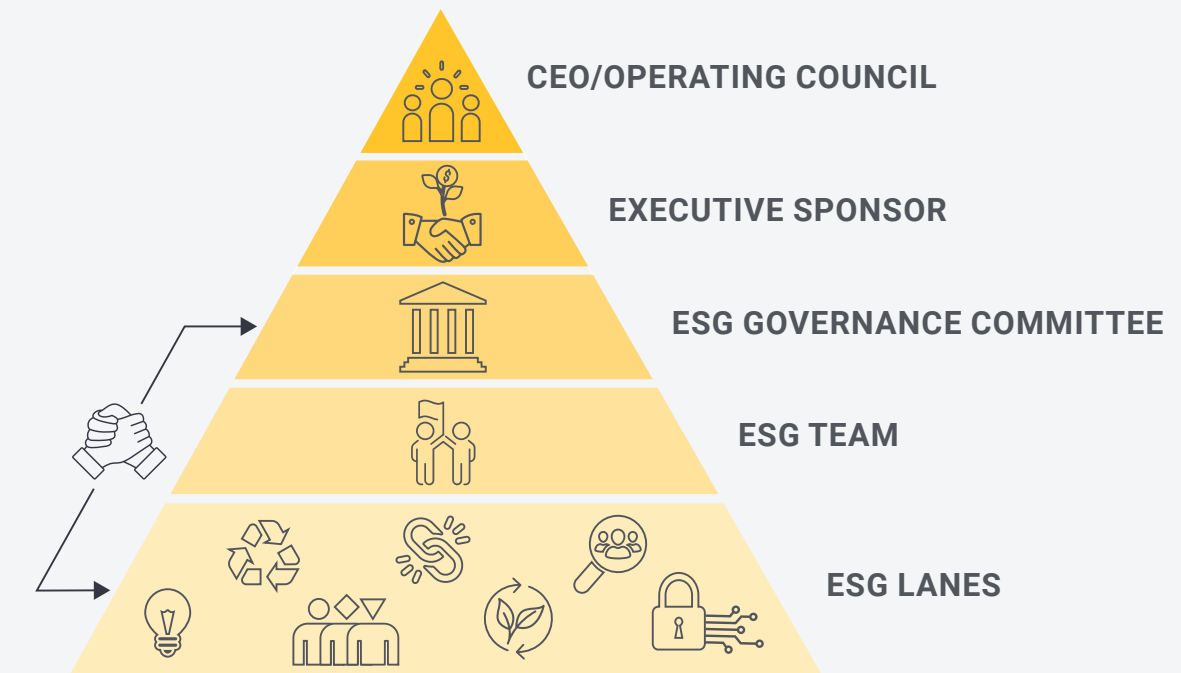 CEO/OPERATING COUNCIL
EXECUTIVE SPONSOR
ESG GOVERNANCE COMMITTEE
ESG TEAM
ESG LANES